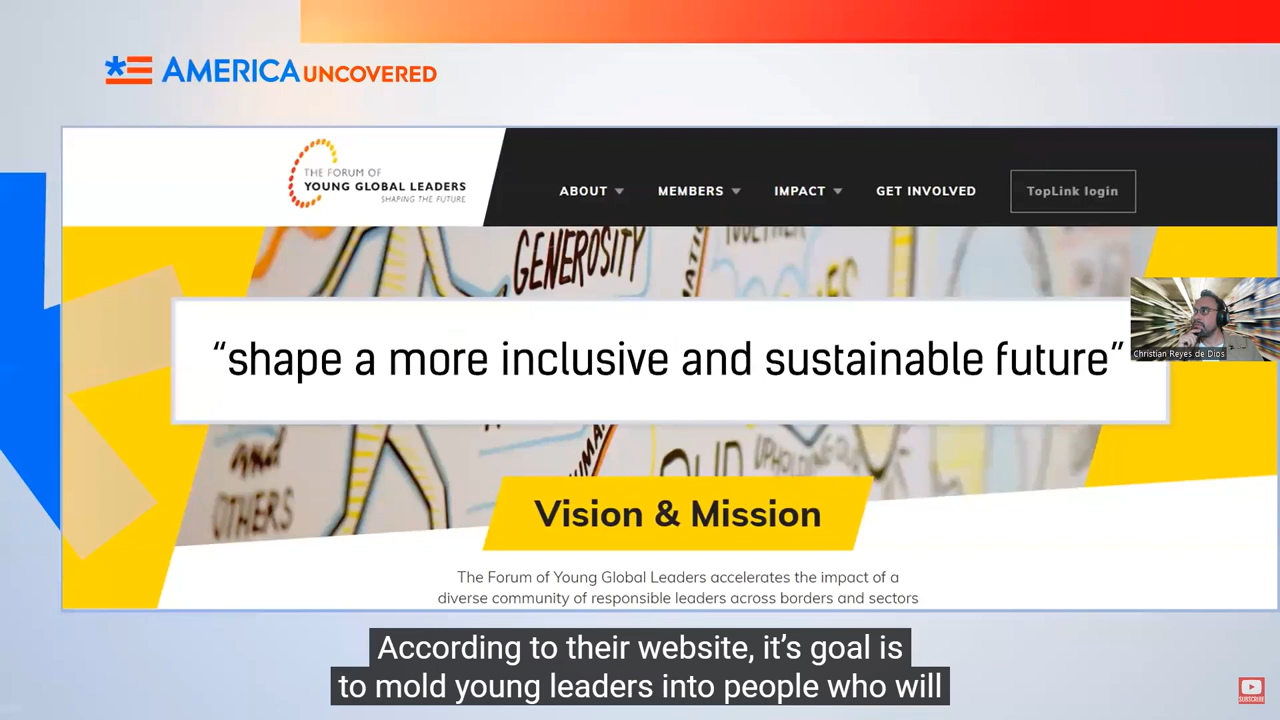 AMERICA UNCOVERED
THE FORUM OF
YOUNG GLOBAL LEADERS
SHAPING THE FUTURE
ABOUT
MEMBERS
IMPACT
GET INVOLVED
TopLink login
GENEROSITY
TOGETHER
“shape a more inclusive and sustainable future”
Christian Reyes de Dios
and
OTHERS
Vision & Mission
The Forum of Young Global Leaders accelerates the impact of a
diverse community of responsible leaders across borders and sectors
According to their website, it’s goal is
to mold young leaders into people who will
SUBSCRIBE